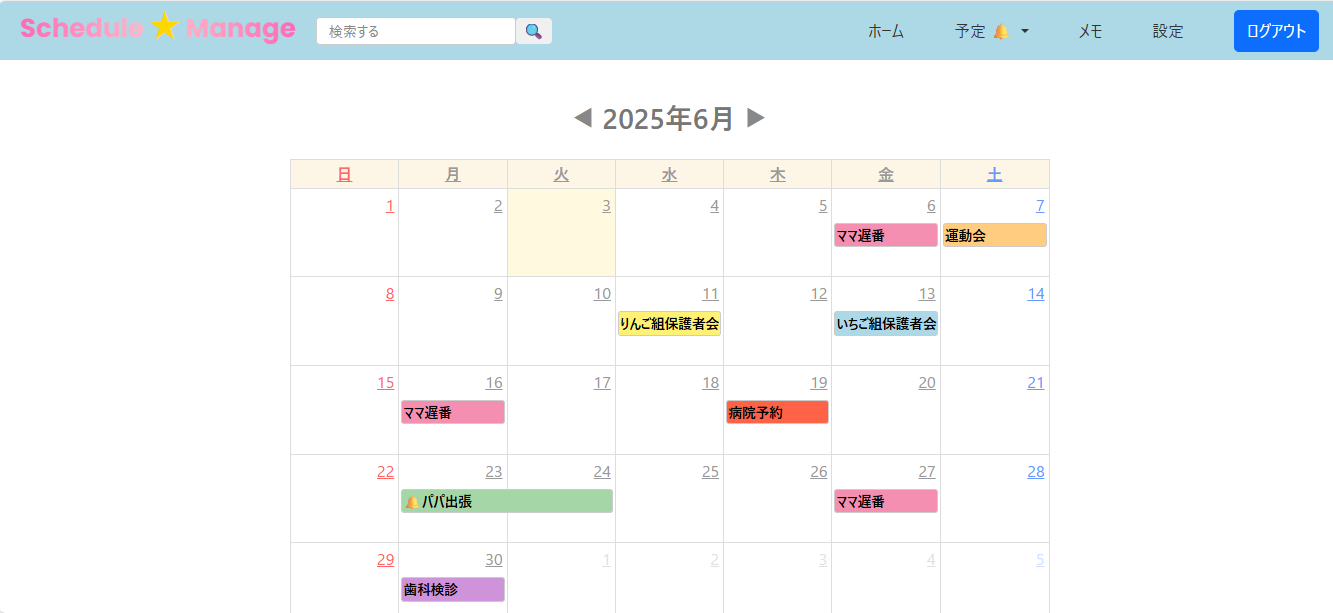 Schedule ★ Manage 検索する 🔍 ホーム 予定 🔔 メモ 設定 ログアウト
◀ 2025年6月 ▶
日 月 火 水 木 金 土
1 2 3 4 5 6 7
ママ遅番 運動会
8 9 10 11 12 13 14
りんご組保護者会 いちご組保護者会
15 16 17 18 19 20 21
ママ遅番 病院予約
22 23 24 25 26 27 28
🔔パパ出張 ママ遅番
29 30 1 2 3 4 5
歯科検診